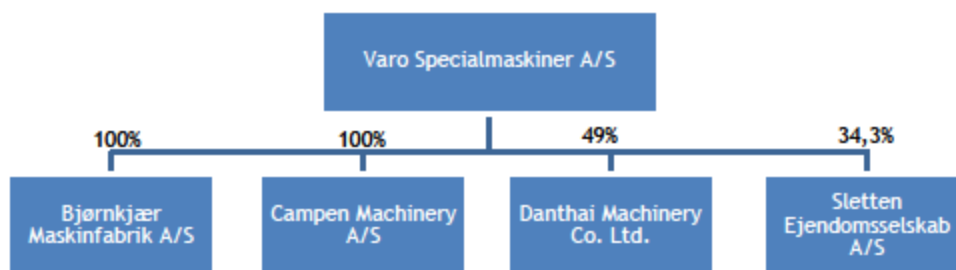 Varo Specialmaskiner A/S
100%
100%
49%
34,3%
Bjørnkjær
Maskinfabrik A/S
Campen Machinery
A/S
Danthai Machinery
Co. Ltd.
Sletten
Ejendomsselskab
A/S